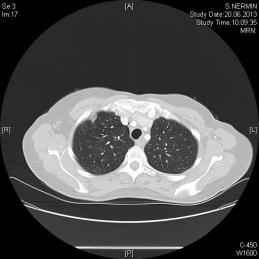 Se:3
Im:17
[A]
S.NERMIN
Study Date:20.06.2013
Study Time:10:09:35
MRN:
[R]
[L]
[P]
C-450
W1600